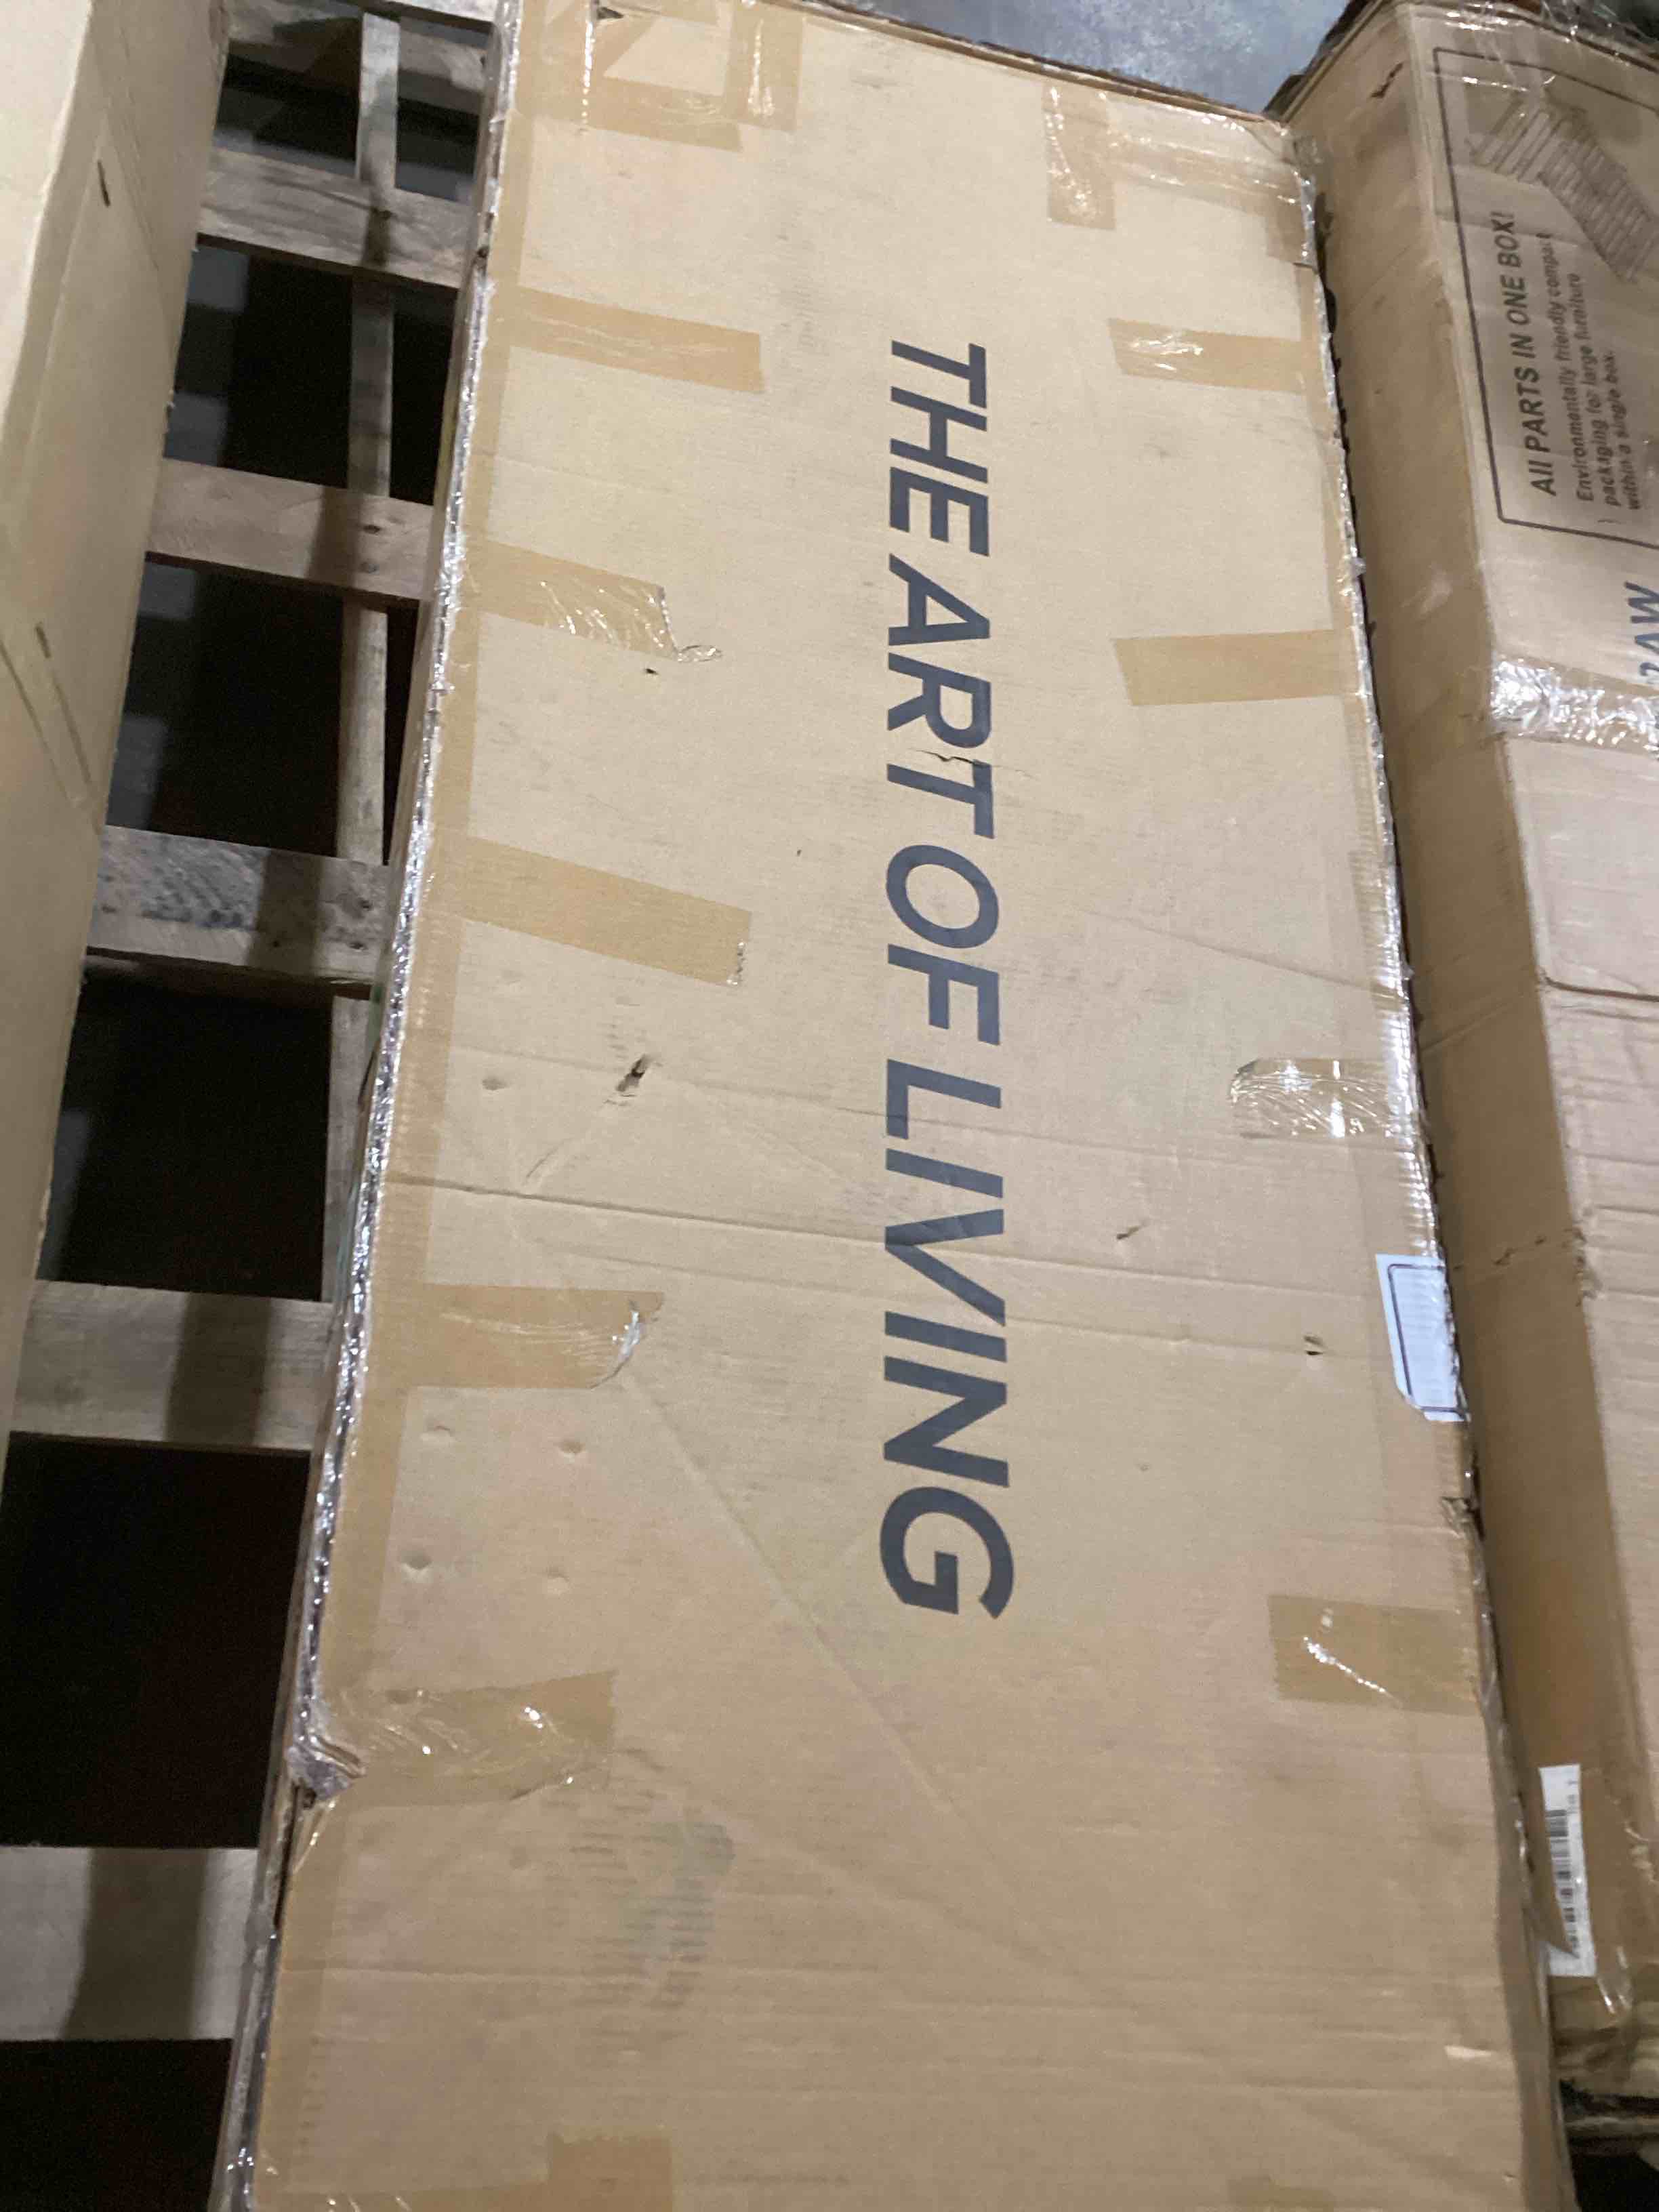 THE ART OF LIVING
All PARTS IN ONE BOX!
Environmentally friendly compact
packaging for large furniture
within a single box.